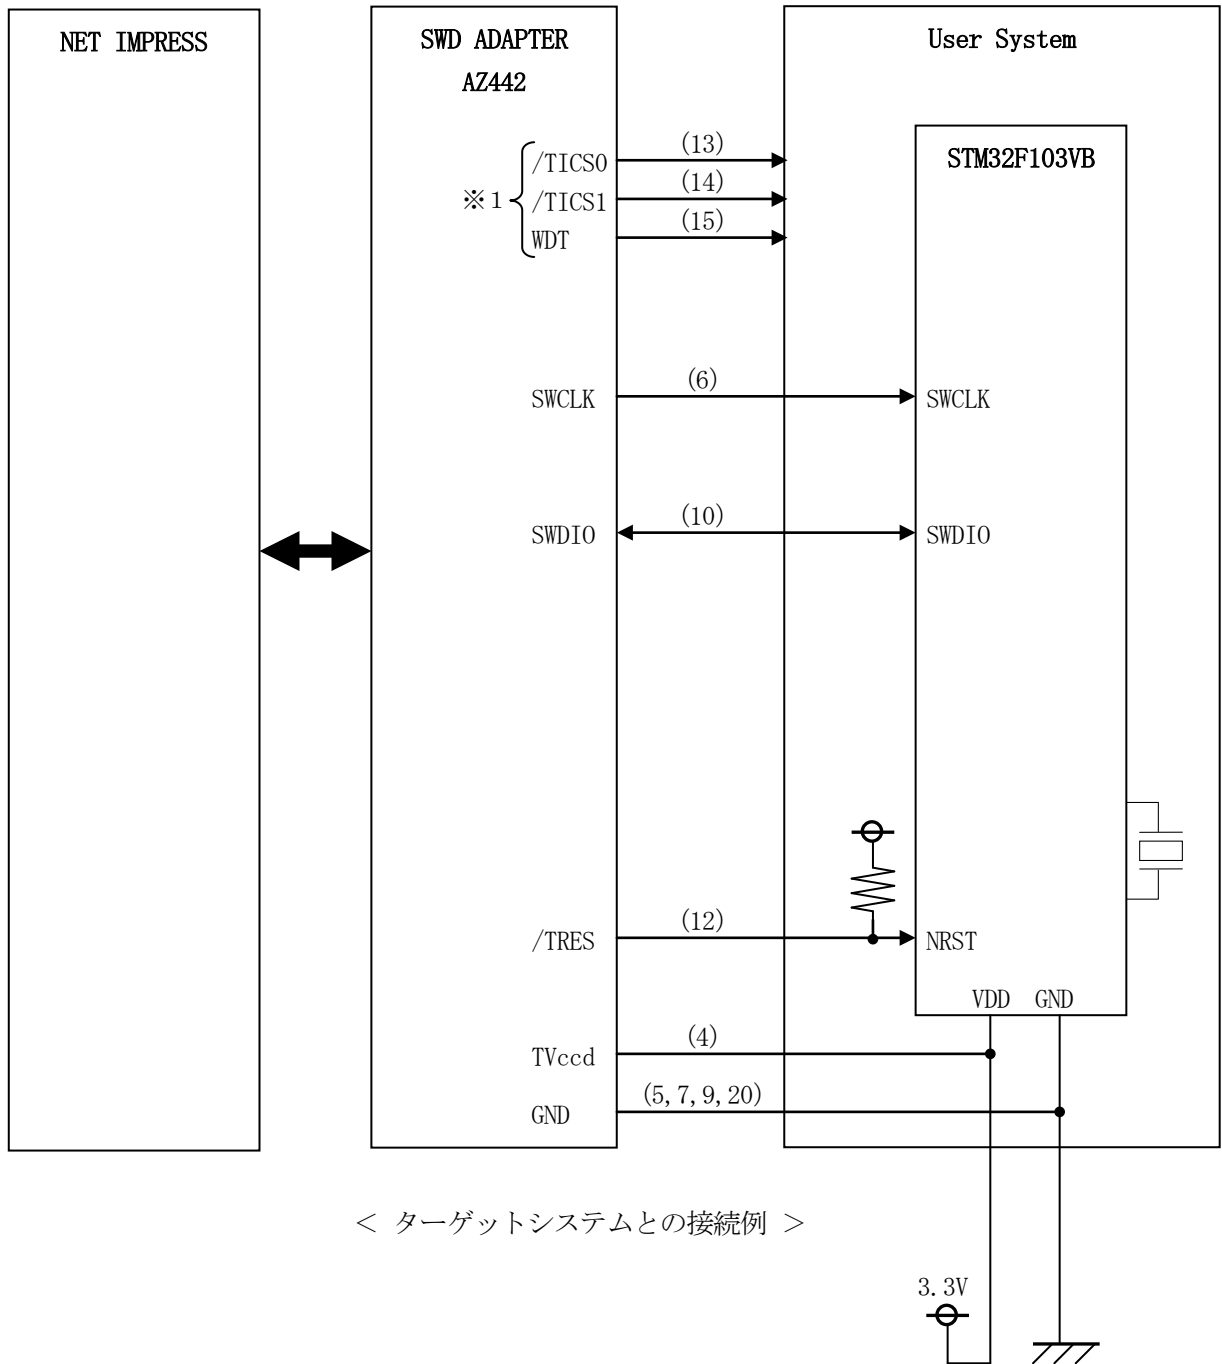 NET IMPRESS
SWD ADAPTER
AZ442
User System
STM32F103VB
※1
/TICS0
(13)
/TICS1
(14)
WDT
(15)
SWCLK
(6)
SWCLK
SWDIO
(10)
SWDIO
/TRES
(12)
NRST
VDD GND
TVccd
(4)
GND
(5,7,9,20)
< ターゲットシステムとの接続例 >
3.3V